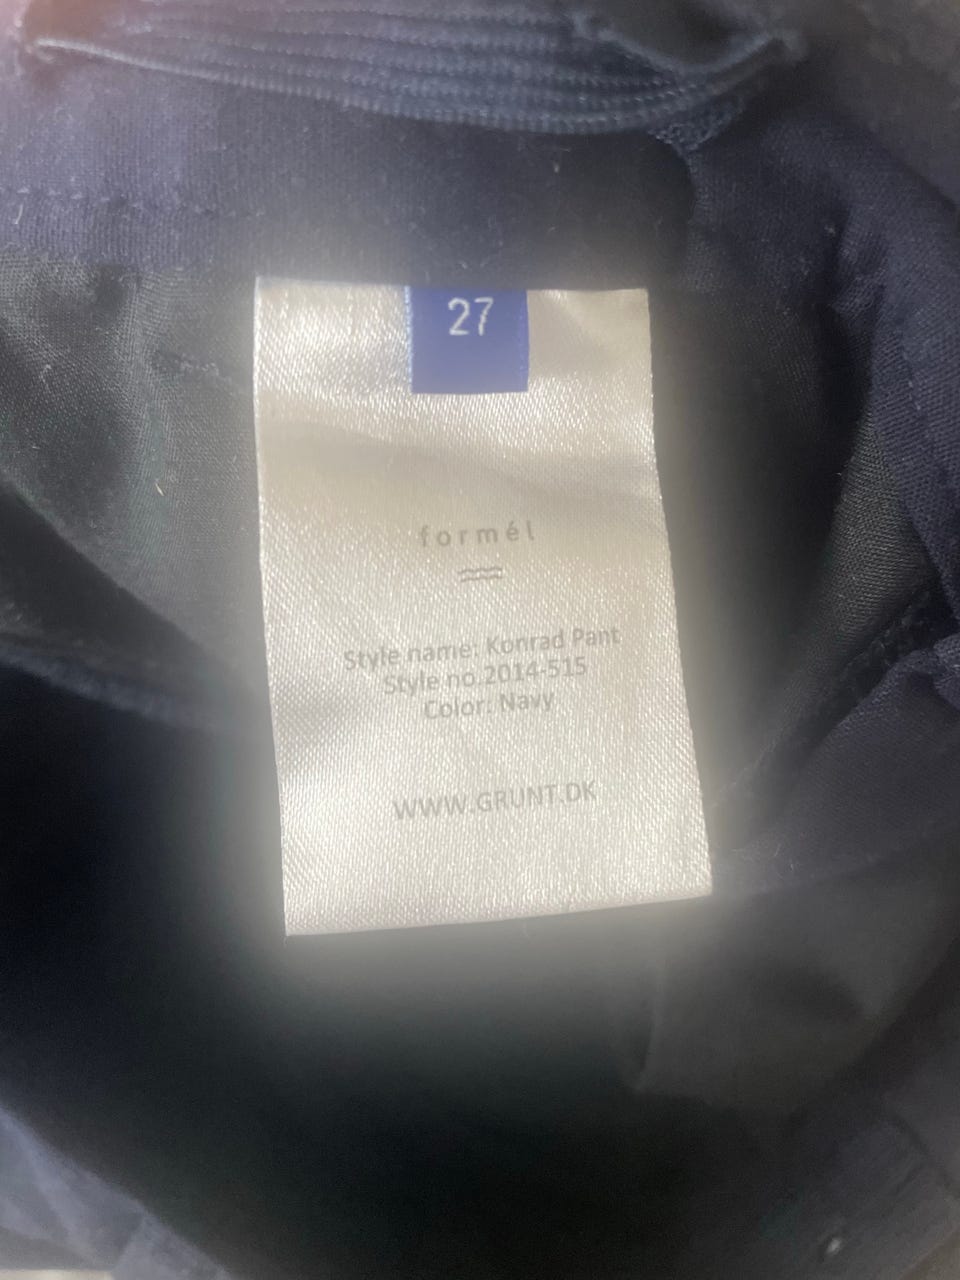 27
formél
Style name: Konrad Pant
Style no.2014-515
Color: Navy
WWW.GRUNT.DK